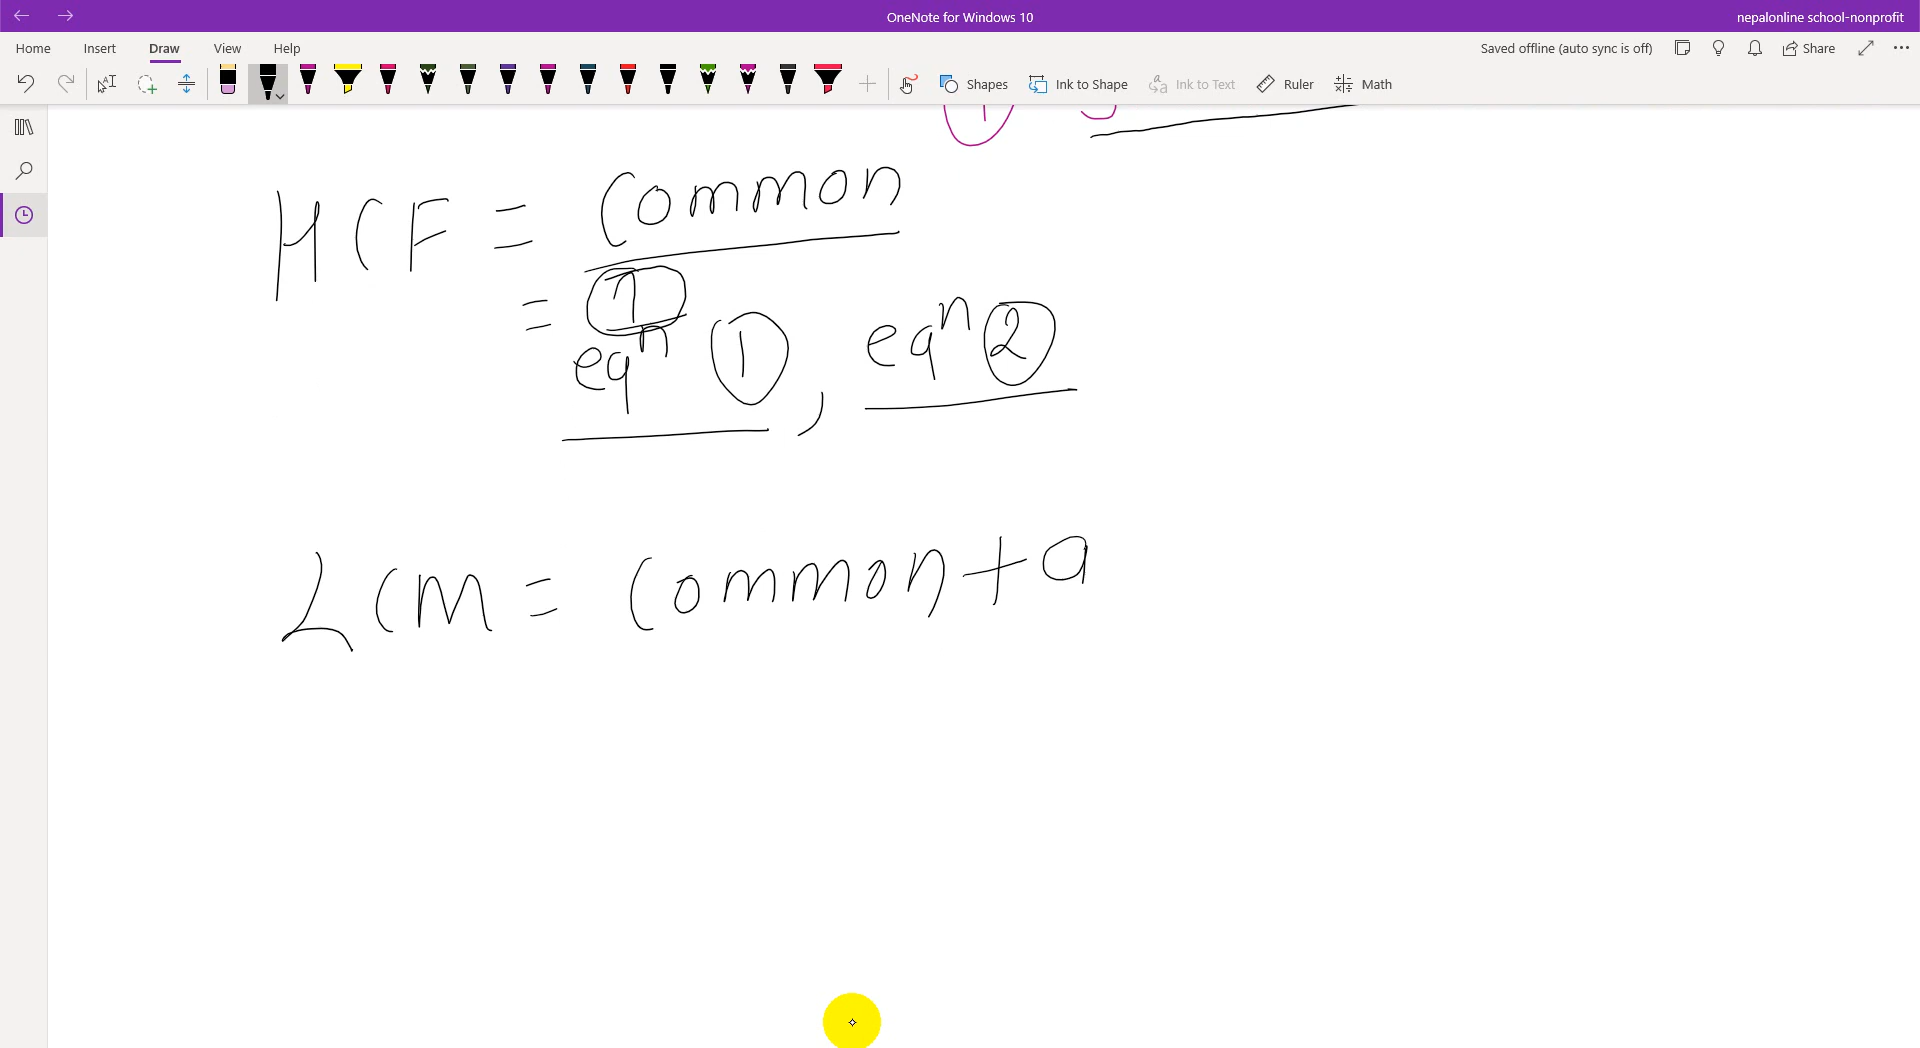 OneNote for Windows 10
nepalonline school-nonprofit
Home Insert Draw View Help
Saved offline (auto sync is off) Share
Shapes Ink to Shape Ink to Text Ruler Math
HCF = Common
= 1
eqⁿ ①, eqⁿ ②
LCM = Common + a